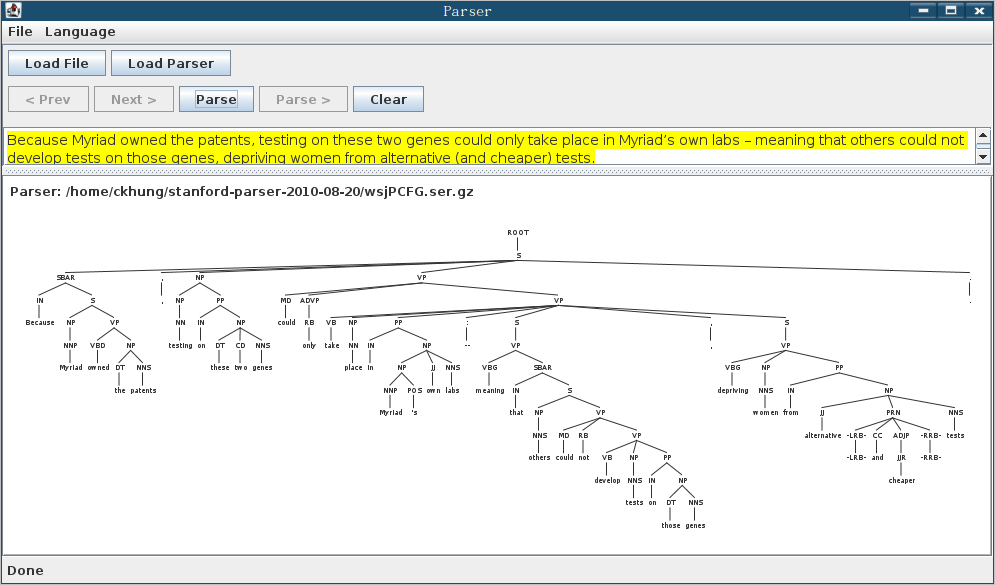 Parser
File Language
Load File Load Parser
< Prev Next > Parse Parse > Clear
Because Myriad owned the patents, testing on these two genes could only take place in Myriad’s own labs – meaning that others could not
develop tests on those genes, depriving women from alternative (and cheaper) tests.
Parser: /home/ckhung/stanford-parser-2010-08-20/wsjPCFG.ser.gz
ROOT
S
SBAR , NP VP .
IN S , NP PP MD ADVP VP .
Because NP VP NN IN NP could RB VB NP PP : S , S
NNP VBD NP testing on DT CD NNS only take NN IN NP -- VP , VP
Myriad owned DT NNS these two genes place in NP JJ NNS VBG SBAR VBG NP PP
the patents NNP POS own labs meaning IN S depriving NNS IN NP
Myriad 's that NP VP women from JJ PRN NNS
NNS MD RB VP alternative -LRB- CC ADJP -RRB- tests
others could not VB NP PP -LRB- and JJR -RRB-
develop NNS IN NP cheaper
tests on DT NNS
those genes
Done